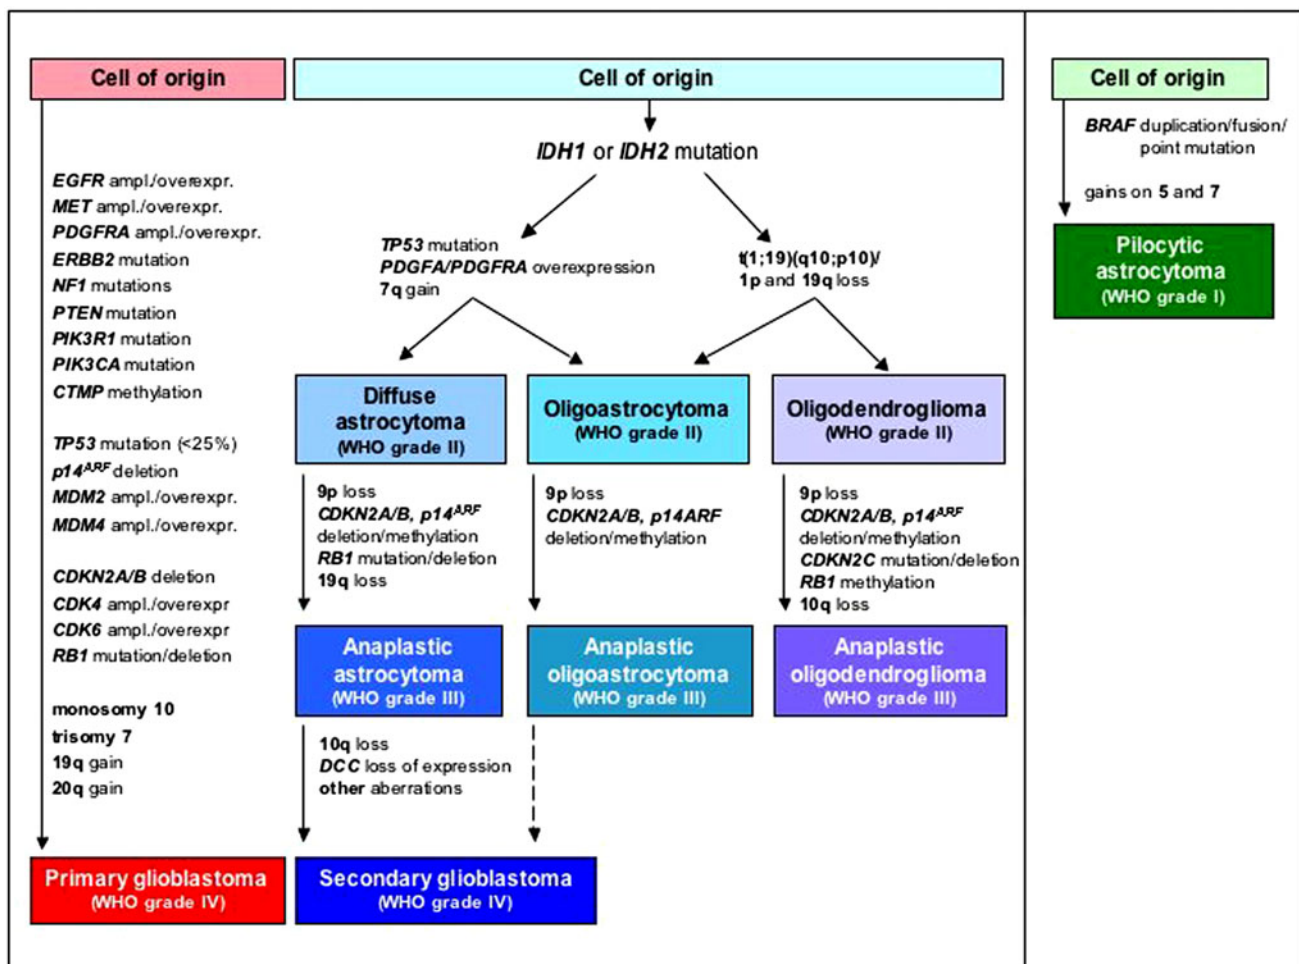 Cell of origin
EGFR ampl./overexpr.
MET ampl./overexpr.
PDGFRA ampl./overexpr.
ERBB2 mutation
NF1 mutations
PTEN mutation
PIK3R1 mutation
PIK3CA mutation
CTMP methylation
TP53 mutation (<25%)
p14ARF deletion
MDM2 ampl./overexpr.
MDM4 ampl./overexpr.
CDKN2A/B deletion
CDK4 ampl./overexpr
CDK6 ampl./overexpr
RB1 mutation/deletion
monosomy 10
trisomy 7
19q gain
20q gain
Primary glioblastoma
(WHO grade IV)
Cell of origin
IDH1 or IDH2 mutation
TP53 mutation
PDGFA/PDGFRA overexpression
7q gain
t(1;19)(q10;p10)/
1p and 19q loss
Diffuse
astrocytoma
(WHO grade II)
Oligoastrocytoma
(WHO grade II)
Oligodendroglioma
(WHO grade II)
9p loss
CDKN2A/B, p14ARF
deletion/methylation
RB1 mutation/deletion
19q loss
9p loss
CDKN2A/B, p14ARF
deletion/methylation
9p loss
CDKN2A/B, p14ARF
deletion/methylation
CDKN2C mutation/deletion
RB1 methylation
10q loss
Anaplastic
astrocytoma
(WHO grade III)
Anaplastic
oligoastrocytoma
(WHO grade III)
Anaplastic
oligodendroglioma
(WHO grade III)
10q loss
DCC loss of expression
other aberrations
Secondary glioblastoma
(WHO grade IV)
Cell of origin
BRAF duplication/fusion/
point mutation
gains on 5 and 7
Pilocytic
astrocytoma
(WHO grade I)